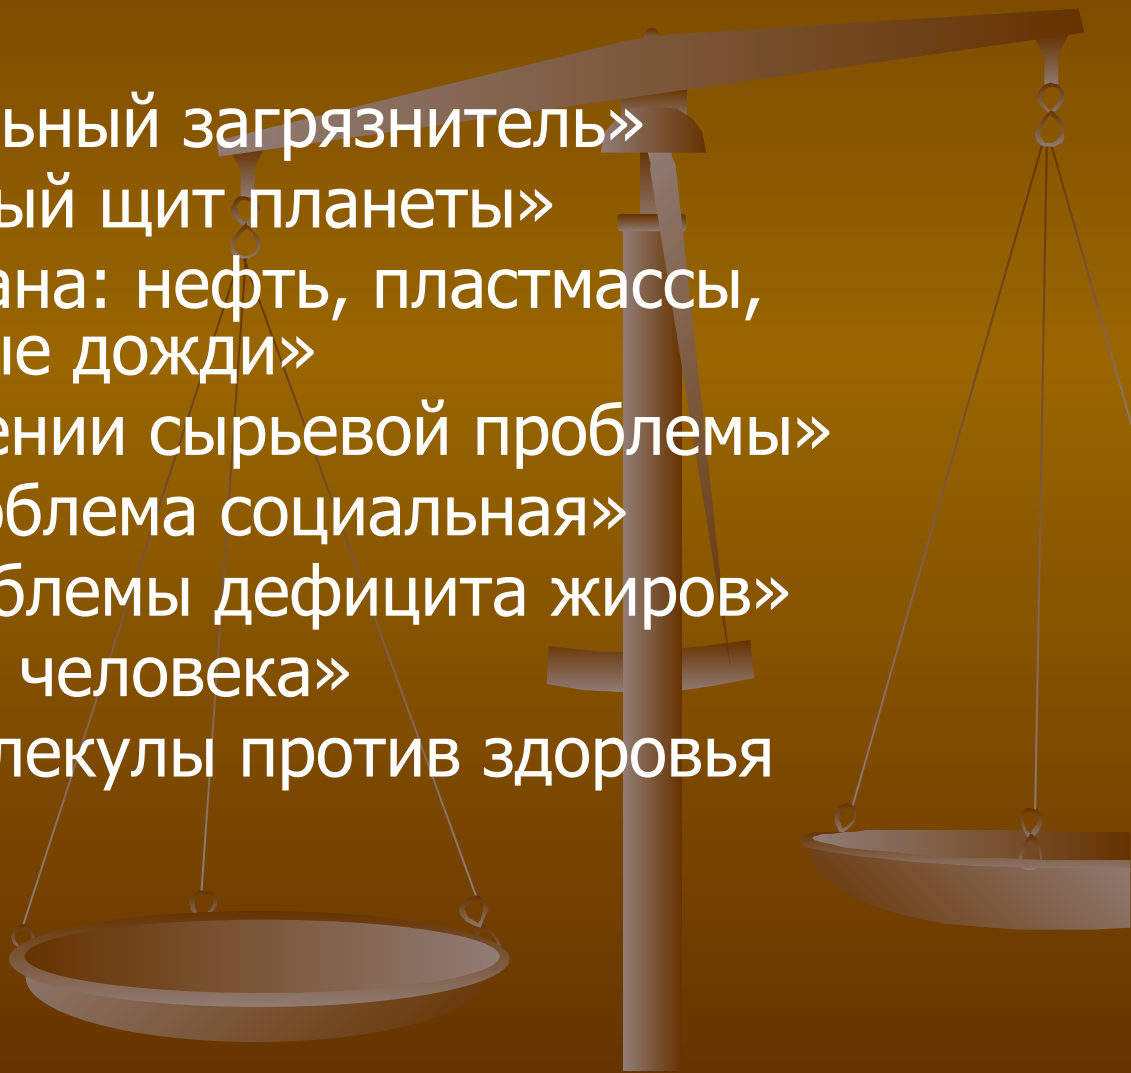 ьный загрязнитель»
ый щит планеты»
ана: нефть, пластмассы,
ые дожди»
ении сырьевой проблемы»
облема социальная»
блемы дефицита жиров»
человека»
лекулы против здоровья